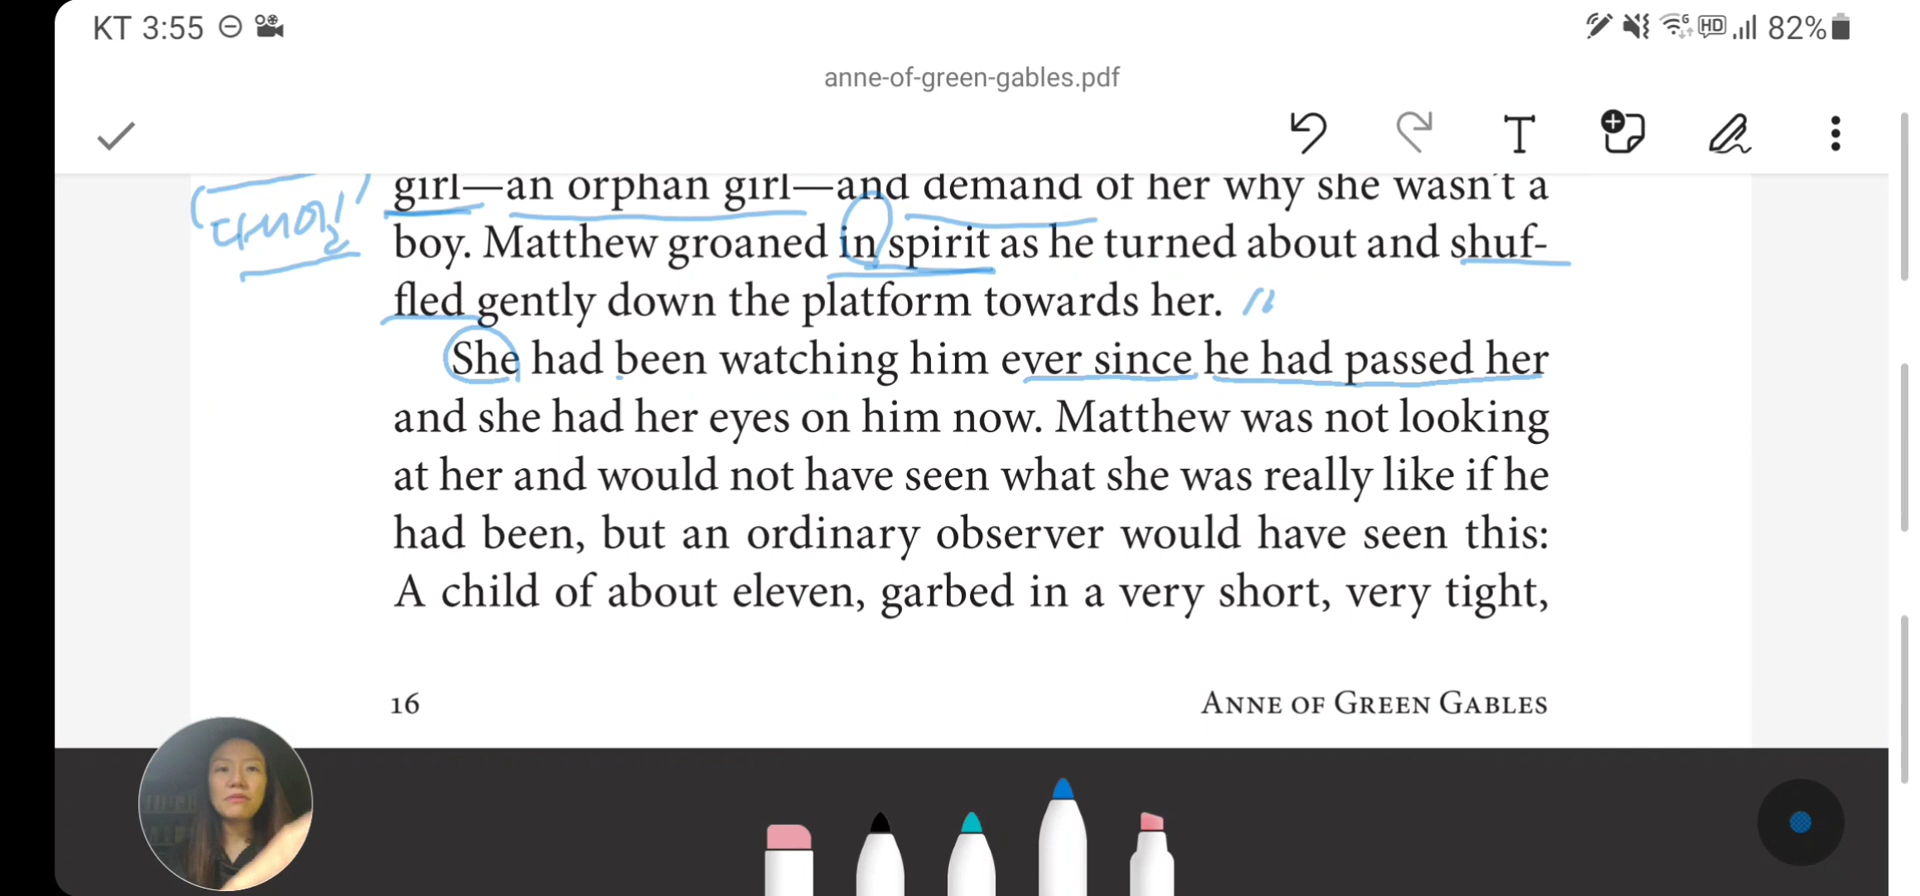 KT 3:55 HD 82%
anne-of-green-gables.pdf
T
girl—an orphan girl—and demand of her why she wasn't a
boy. Matthew groaned in spirit as he turned about and shuf-
fled gently down the platform towards her.
She had been watching him ever since he had passed her
and she had her eyes on him now. Matthew was not looking
at her and would not have seen what she was really like if he
had been, but an ordinary observer would have seen this:
A child of about eleven, garbed in a very short, very tight,
16 ANNE OF GREEN GABLES